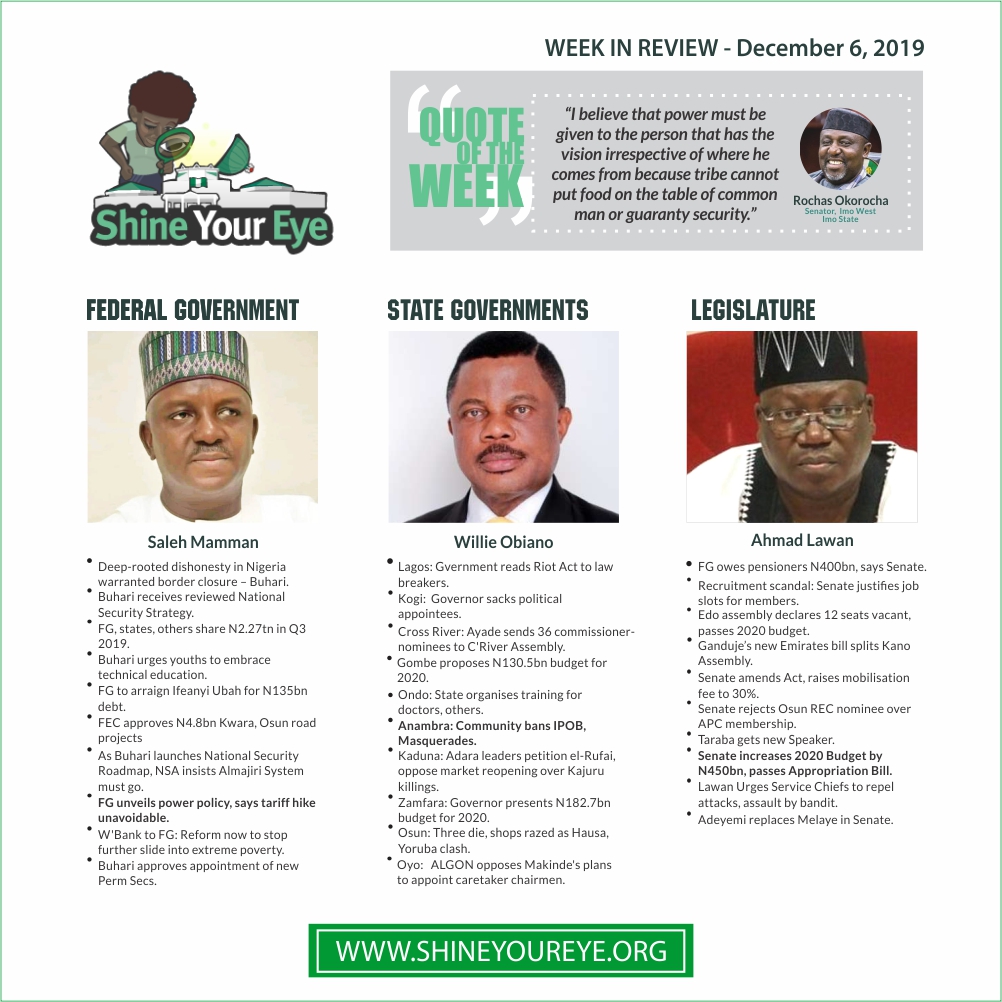 WEEK IN REVIEW - December 6, 2019
Shine Your Eye
QUOTE
OF THE
WEEK
“I believe that power must be
given to the person that has the
vision irrespective of where he
comes from because tribe cannot
put food on the table of common
man or guaranty security.”
Rochas Okorocha
Senator, Imo West
Imo State
FEDERAL GOVERNMENT
Saleh Mamman
• Deep-rooted dishonesty in Nigeria
warranted border closure – Buhari.
• Buhari receives reviewed National
Security Strategy.
• FG, states, others share N2.27tn in Q3
2019.
• Buhari urges youths to embrace
technical education.
• FG to arraign Ifeanyi Ubah for N135bn
debt.
• FEC approves N4.8bn Kwara, Osun road
projects
• As Buhari launches National Security
Roadmap, NSA insists Almajiri System
must go.
• FG unveils power policy, says tariff hike
unavoidable.
• W'Bank to FG: Reform now to stop
further slide into extreme poverty.
• Buhari approves appointment of new
Perm Secs.
STATE GOVERNMENTS
Willie Obiano
• Lagos: Gvernment reads Riot Act to law
breakers.
• Kogi: Governor sacks political
appointees.
• Cross River: Ayade sends 36 commissioner-
nominees to C'River Assembly.
• Gombe proposes N130.5bn budget for
2020.
• Ondo: State organises training for
doctors, others.
• Anambra: Community bans IPOB,
Masquerades.
• Kaduna: Adara leaders petition el-Rufai,
oppose market reopening over Kajuru
killings.
• Zamfara: Governor presents N182.7bn
budget for 2020.
• Osun: Three die, shops razed as Hausa,
Yoruba clash.
• Oyo: ALGON opposes Makinde's plans
to appoint caretaker chairmen.
LEGISLATURE
Ahmad Lawan
• FG owes pensioners N400bn, says Senate.
• Recruitment scandal: Senate justifies job
slots for members.
• Edo assembly declares 12 seats vacant,
passes 2020 budget.
• Ganduje’s new Emirates bill splits Kano
Assembly.
• Senate amends Act, raises mobilisation
fee to 30%.
• Senate rejects Osun REC nominee over
APC membership.
• Taraba gets new Speaker.
• Senate increases 2020 Budget by
N450bn, passes Appropriation Bill.
• Lawan Urges Service Chiefs to repel
attacks, assault by bandit.
• Adeyemi replaces Melaye in Senate.
WWW.SHINEYOUREYE.ORG